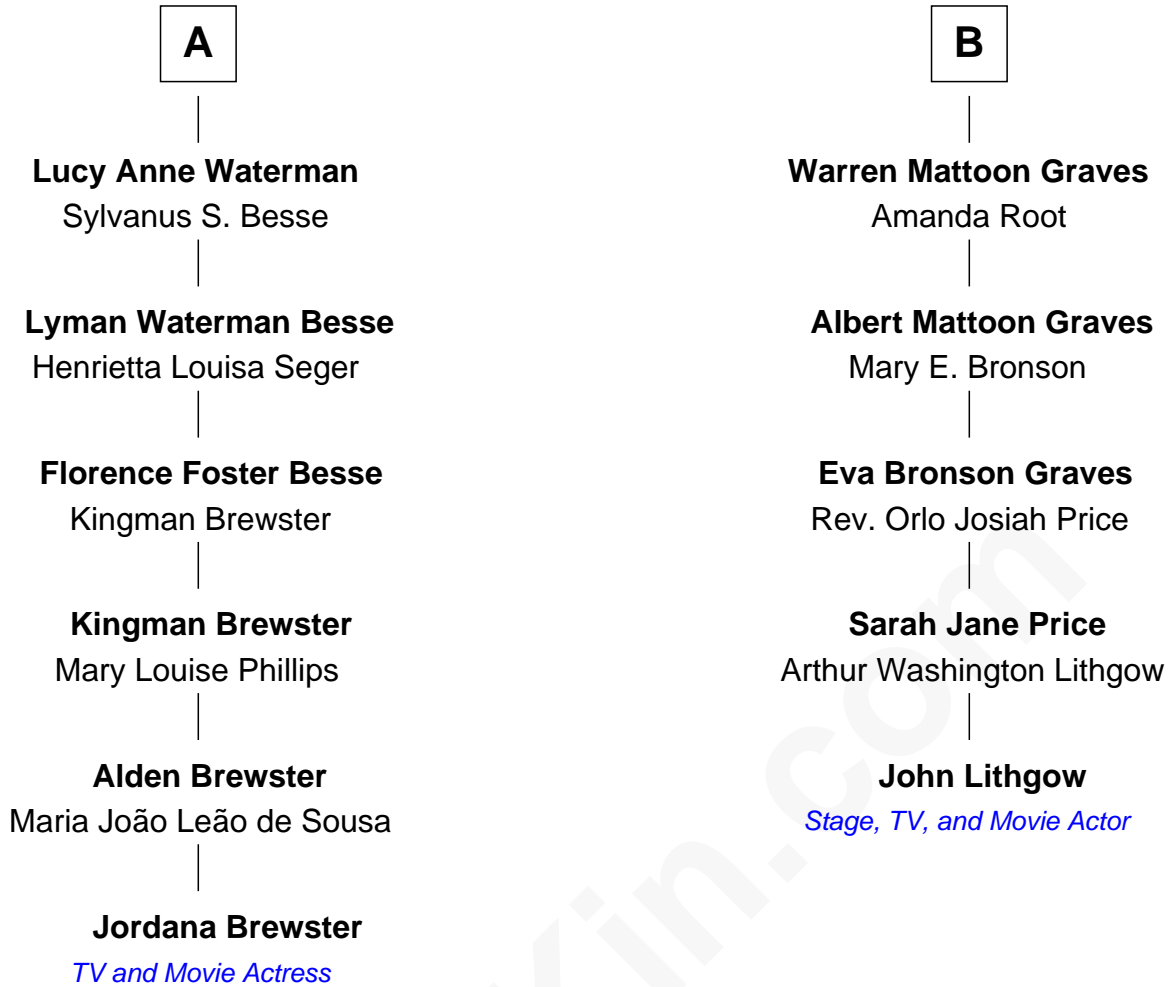 A
Lucy Anne Waterman
Sylvanus S. Besse
Lyman Waterman Besse
Henrietta Louisa Seger
Florence Foster Besse
Kingman Brewster
Kingman Brewster
Mary Louise Phillips
Alden Brewster
Maria João Leão de Sousa
Jordana Brewster
TV and Movie Actress
B
Warren Mattoon Graves
Amanda Root
Albert Mattoon Graves
Mary E. Bronson
Eva Bronson Graves
Rev. Orlo Josiah Price
Sarah Jane Price
Arthur Washington Lithgow
John Lithgow
Stage, TV, and Movie Actor
Kin.com